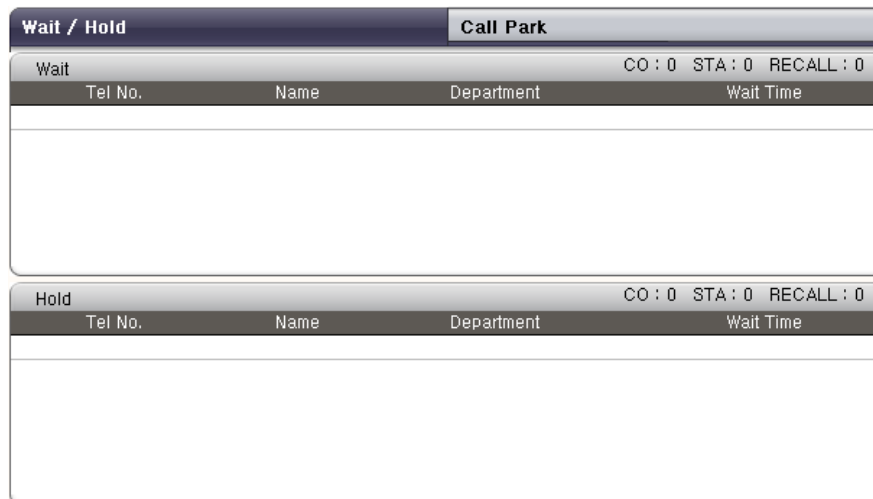 Wait / Hold Call Park
Wait CO : 0 STA : 0 RECALL : 0
Tel No. Name Department Wait Time
Hold CO : 0 STA : 0 RECALL : 0
Tel No. Name Department Wait Time